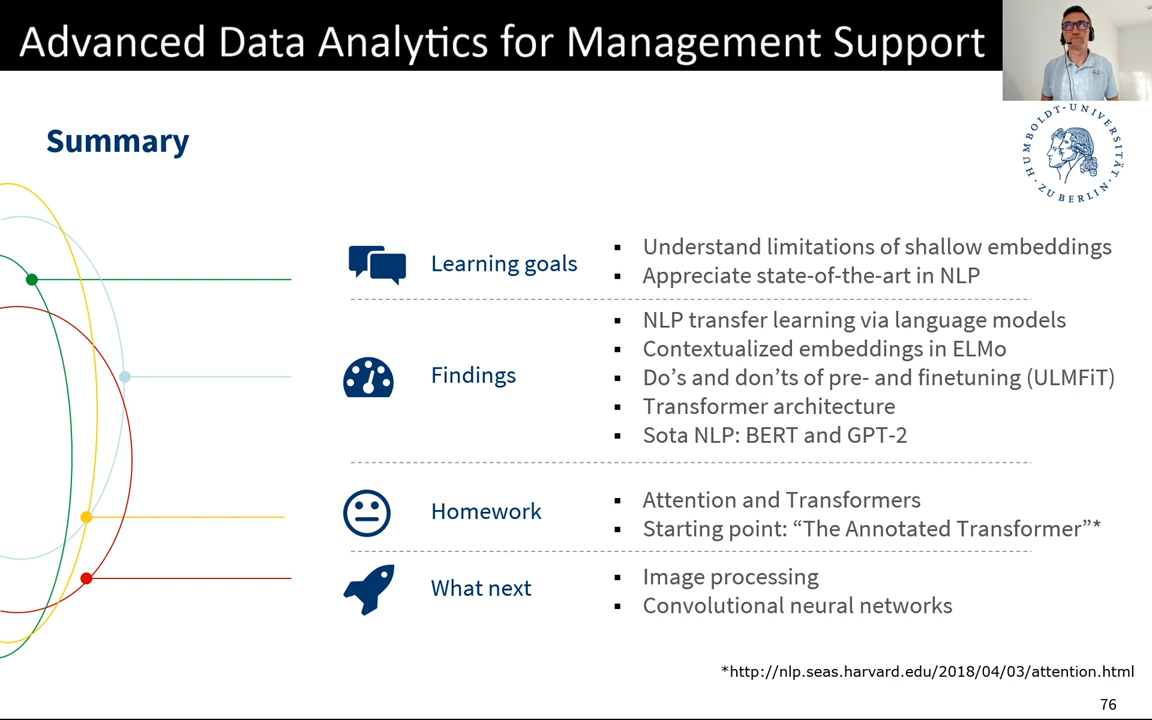 Advanced Data Analytics for Management Support
HUMBOLDT-UNIVERSITÄT
ZU BERLIN
Summary
Learning goals
▪ Understand limitations of shallow embeddings
▪ Appreciate state-of-the-art in NLP
Findings
▪ NLP transfer learning via language models
▪ Contextualized embeddings in ELMo
▪ Do’s and don’ts of pre- and finetuning (ULMFiT)
▪ Transformer architecture
▪ Sota NLP: BERT and GPT-2
Homework
▪ Attention and Transformers
▪ Starting point: “The Annotated Transformer”*
What next
▪ Image processing
▪ Convolutional neural networks
*http://nlp.seas.harvard.edu/2018/04/03/attention.html
76